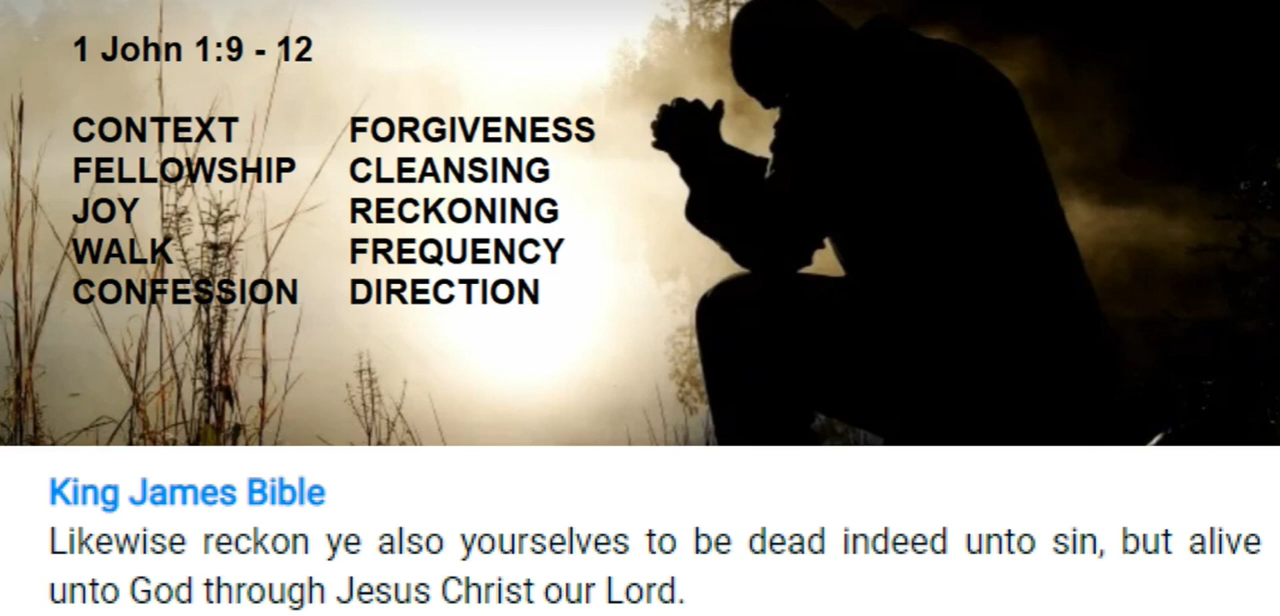 1 John 1:9 - 12
CONTEXT
FELLOWSHIP
JOY
WALK
CONFESSION
FORGIVENESS
CLEANSING
RECKONING
FREQUENCY
DIRECTION
King James Bible
Likewise reckon ye also yourselves to be dead indeed unto sin, but alive
unto God through Jesus Christ our Lord.